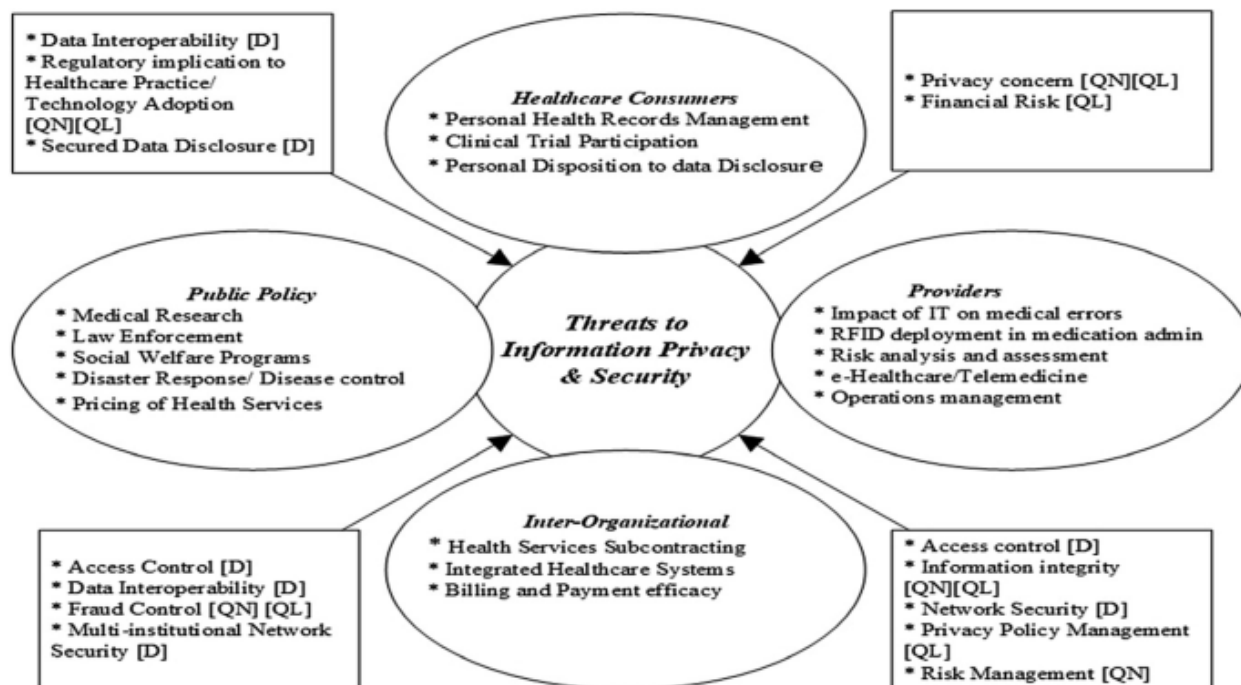 * Data Interoperability [D]
* Regulatory implication to
Healthcare Practice/
Technology Adoption
[QN][QL]
* Secured Data Disclosure [D]
Healthcare Consumers
* Personal Health Records Management
* Clinical Trial Participation
* Personal Disposition to data Disclosure
* Privacy concern [QN][QL]
* Financial Risk [QL]
Public Policy
* Medical Research
* Law Enforcement
* Social Welfare Programs
* Disaster Response/ Disease control
* Pricing of Health Services
Threats to
Information Privacy
& Security
Providers
* Impact of IT on medical errors
* RFID deployment in medication admin
* Risk analysis and assessment
* e-Healthcare/Telemedicine
* Operations management
* Access Control [D]
* Data Interoperability [D]
* Fraud Control [QN] [QL]
* Multi-institutional Network
Security [D]
Inter-Organizational
* Health Services Subcontracting
* Integrated Healthcare Systems
* Billing and Payment efficacy
* Access control [D]
* Information integrity
[QN][QL]
* Network Security [D]
* Privacy Policy Management
[QL]
* Risk Management [QN]